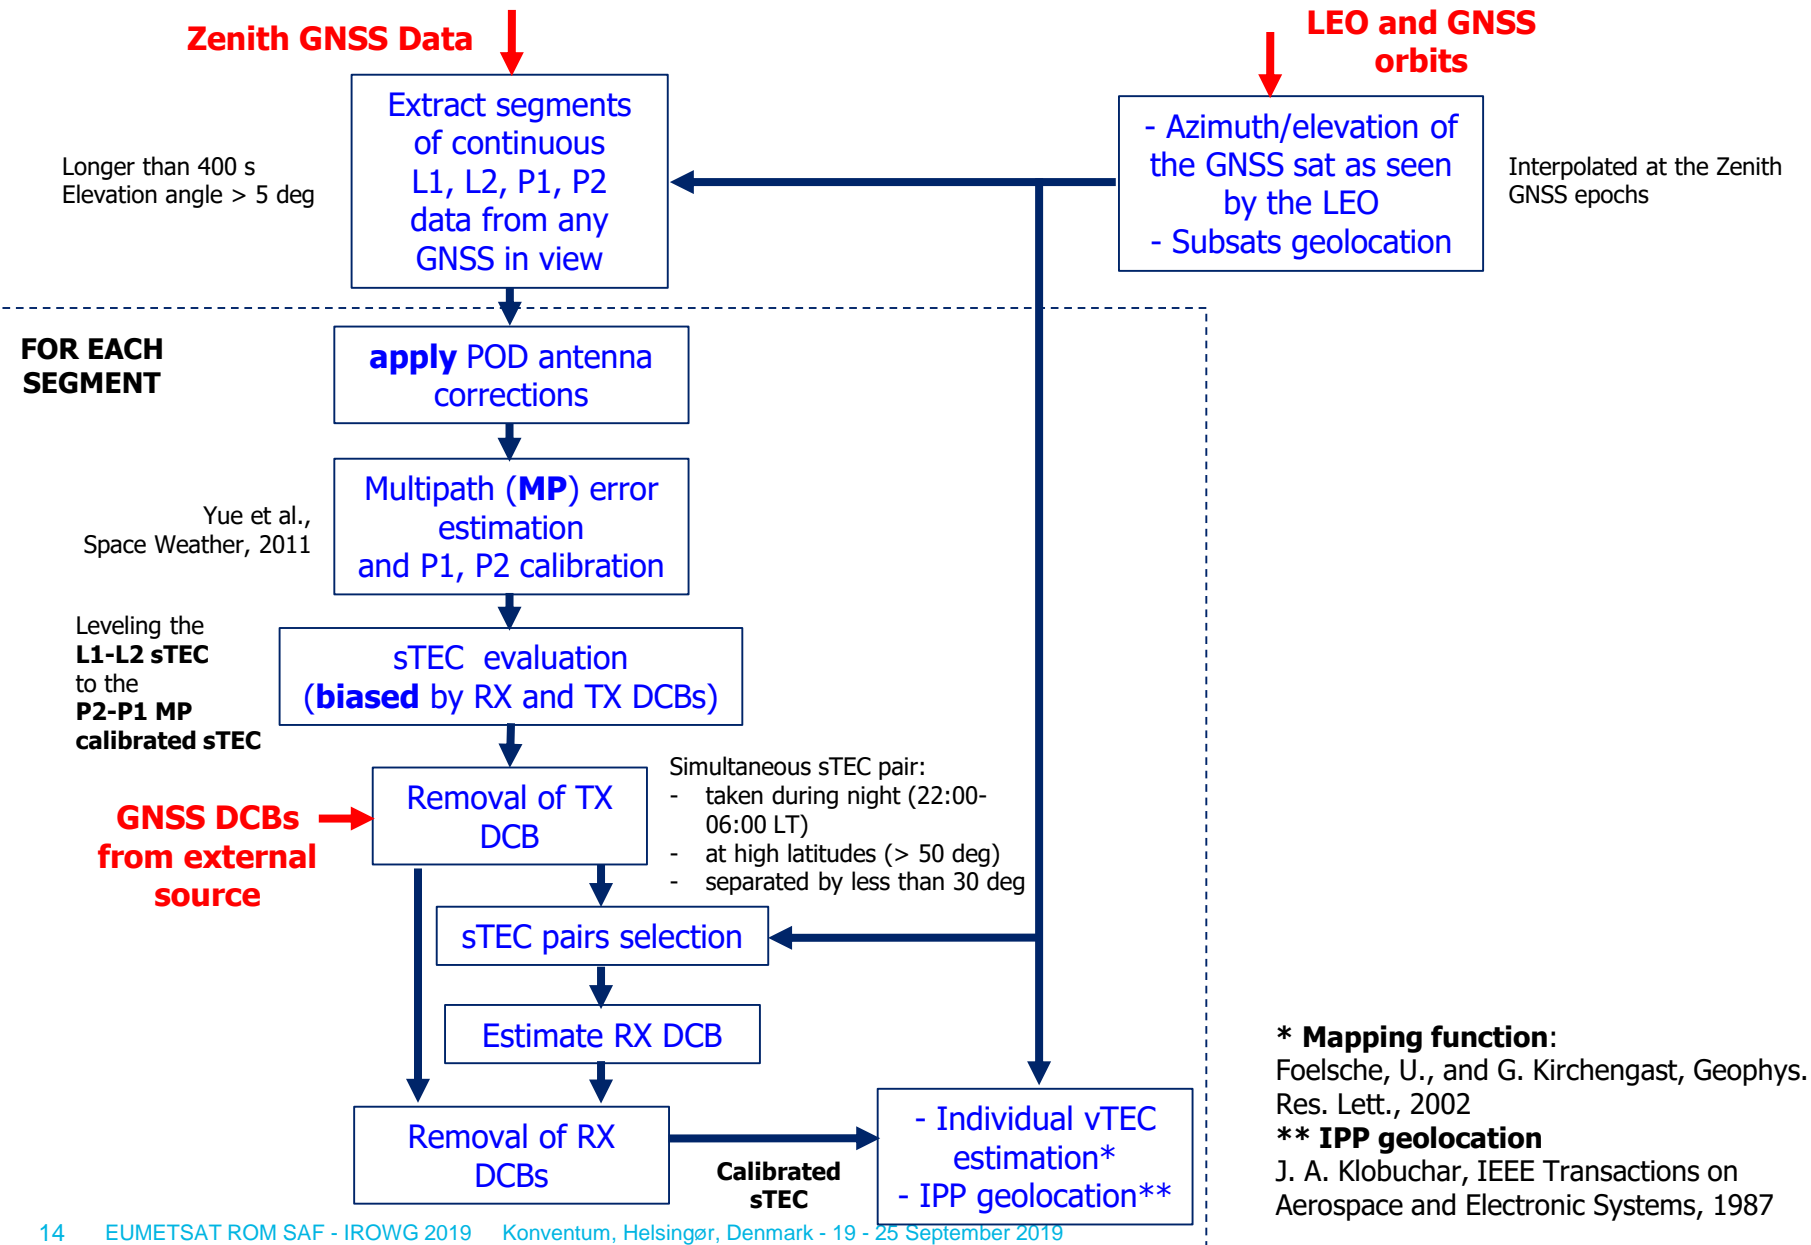 Zenith GNSS Data
LEO and GNSS
orbits
Extract segments
of continuous
L1, L2, P1, P2
data from any
GNSS in view
Longer than 400 s
Elevation angle > 5 deg
- Azimuth/elevation of
the GNSS sat as seen
by the LEO
- Subsats geolocation
Interpolated at the Zenith
GNSS epochs
FOR EACH
SEGMENT
apply POD antenna
corrections
Multipath (MP) error
estimation
and P1, P2 calibration
Yue et al.,
Space Weather, 2011
Leveling the
L1-L2 sTEC
to the
P2-P1 MP
calibrated sTEC
sTEC evaluation
(biased by RX and TX DCBs)
Removal of TX
DCB
GNSS DCBs
from external
source
Simultaneous sTEC pair:
- taken during night (22:00-
06:00 LT)
- at high latitudes (> 50 deg)
- separated by less than 30 deg
sTEC pairs selection
Estimate RX DCB
Removal of RX
DCBs
Calibrated
sTEC
- Individual vTEC
estimation*
- IPP geolocation**
* Mapping function:
Foelsche, U., and G. Kirchengast, Geophys.
Res. Lett., 2002
** IPP geolocation
J. A. Klobuchar, IEEE Transactions on
Aerospace and Electronic Systems, 1987
14 EUMETSAT ROM SAF - IROWG 2019 Konventum, Helsingør, Denmark - 19 - 25 September 2019